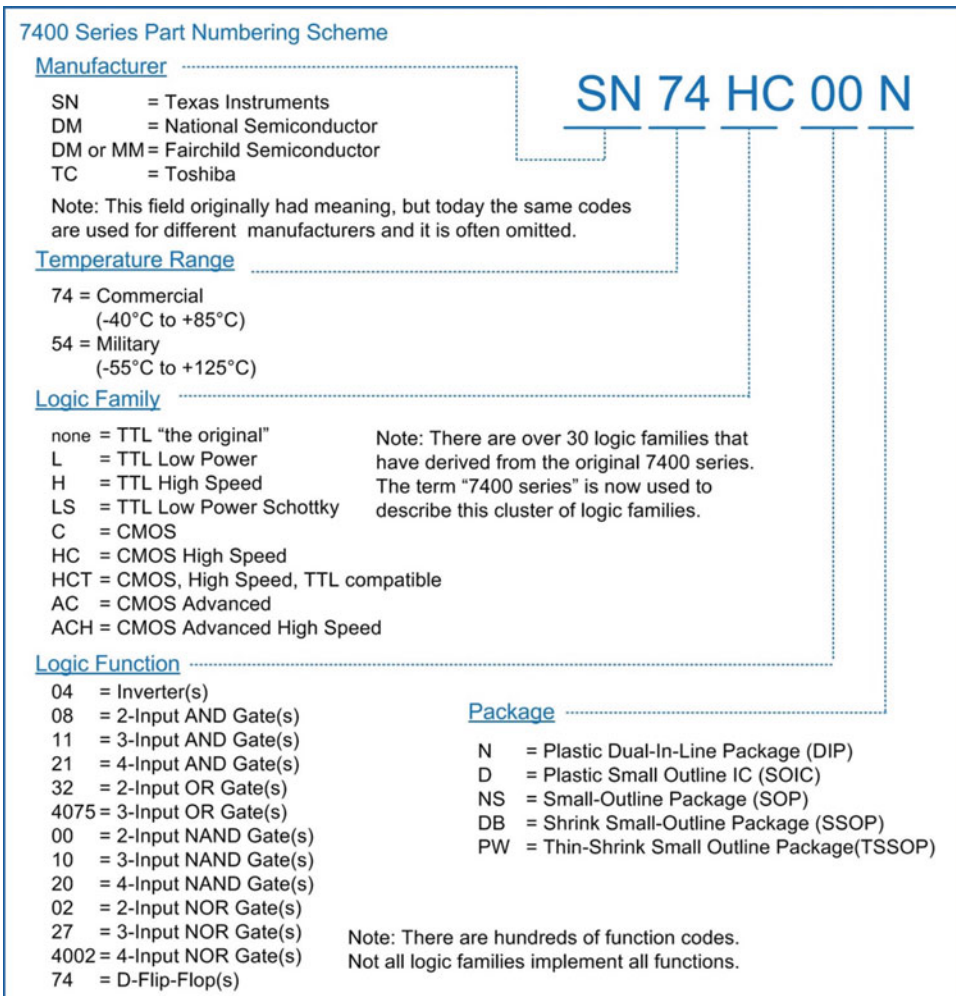 7400 Series Part Numbering Scheme
Manufacturer
SN 74 HC 00 N
SN = Texas Instruments
DM = National Semiconductor
DM or MM = Fairchild Semiconductor
TC = Toshiba
Note: This field originally had meaning, but today the same codes
are used for different manufacturers and it is often omitted.
Temperature Range
74 = Commercial
(-40°C to +85°C)
54 = Military
(-55°C to +125°C)
Logic Family
none = TTL “the original”
L = TTL Low Power
H = TTL High Speed
LS = TTL Low Power Schottky
C = CMOS
HC = CMOS High Speed
HCT = CMOS, High Speed, TTL compatible
AC = CMOS Advanced
ACH = CMOS Advanced High Speed
Note: There are over 30 logic families that
have derived from the original 7400 series.
The term “7400 series” is now used to
describe this cluster of logic families.
Logic Function
04 = Inverter(s)
08 = 2-Input AND Gate(s)
11 = 3-Input AND Gate(s)
21 = 4-Input AND Gate(s)
32 = 2-Input OR Gate(s)
4075 = 3-Input OR Gate(s)
00 = 2-Input NAND Gate(s)
10 = 3-Input NAND Gate(s)
20 = 4-Input NAND Gate(s)
02 = 2-Input NOR Gate(s)
27 = 3-Input NOR Gate(s)
4002 = 4-Input NOR Gate(s)
74 = D-Flip-Flop(s)
Package
N = Plastic Dual-In-Line Package (DIP)
D = Plastic Small Outline IC (SOIC)
NS = Small-Outline Package (SOP)
DB = Shrink Small-Outline Package (SSOP)
PW = Thin-Shrink Small Outline Package(TSSOP)
Note: There are hundreds of function codes.
Not all logic families implement all functions.